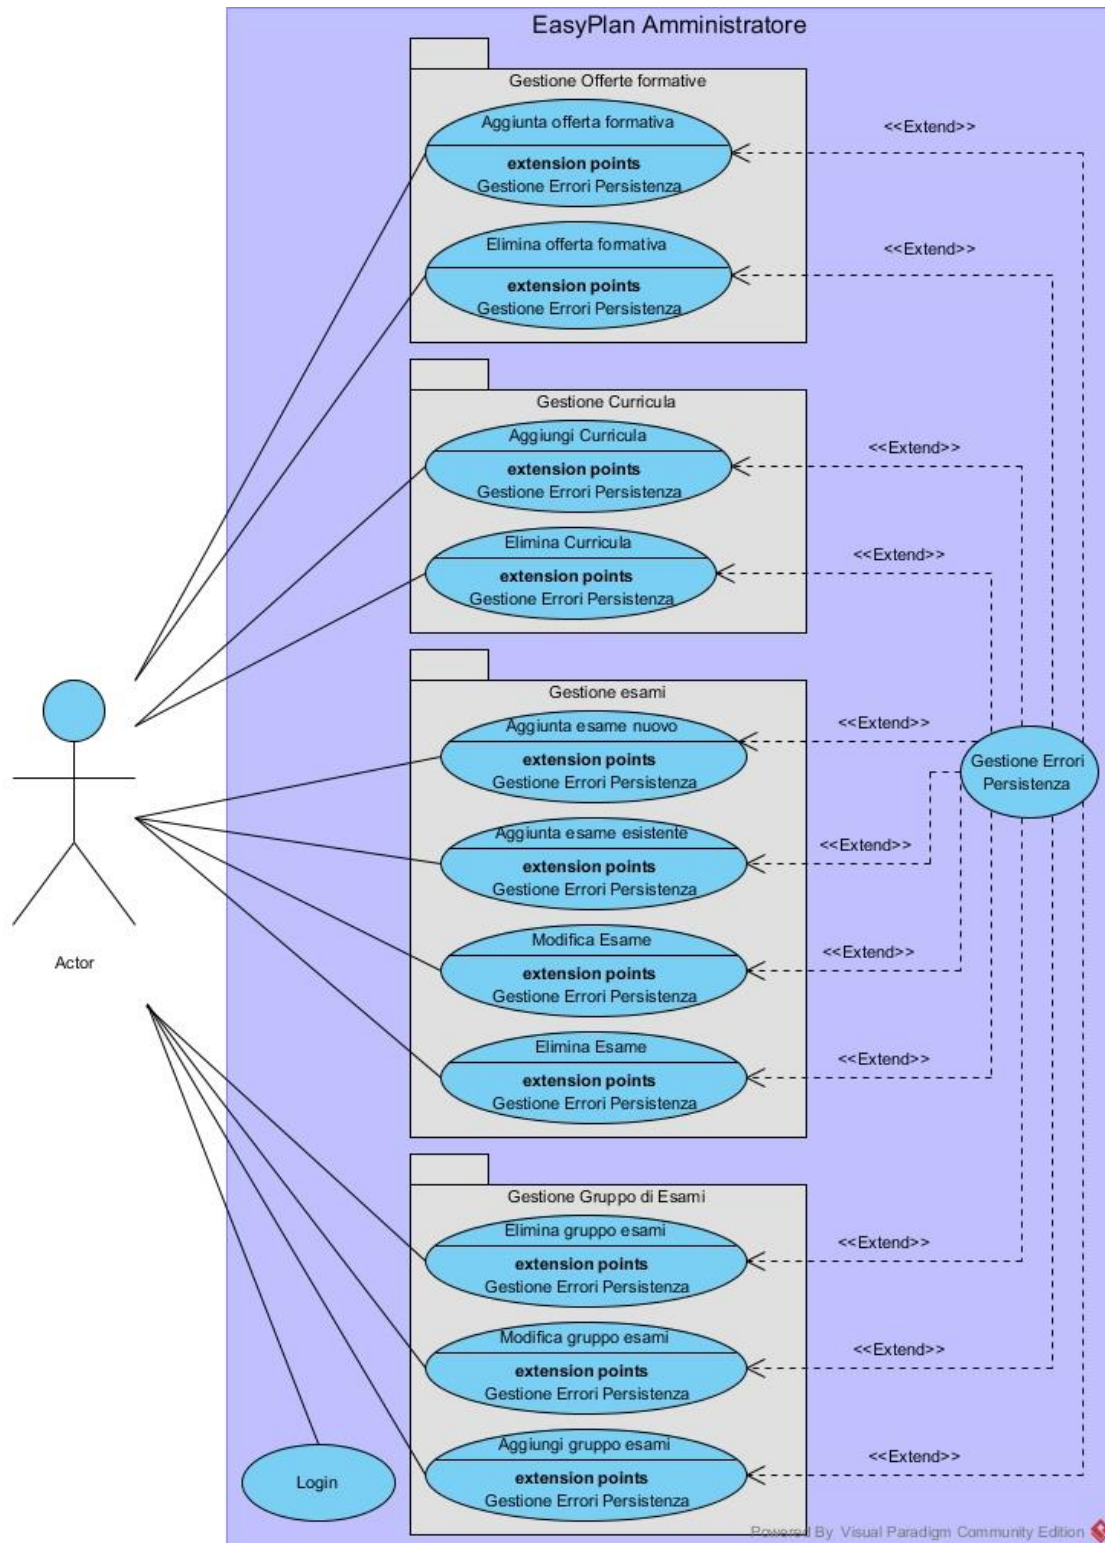 EasyPlan Amministratore
Gestione Offerte formative
Aggiunta offerta formativa
extension points
Gestione Errori Persistenza
<<Extend>>
Elimina offerta formativa
extension points
Gestione Errori Persistenza
<<Extend>>
Gestione Curricula
Aggiungi Curricula
extension points
Gestione Errori Persistenza
<<Extend>>
Elimina Curricula
extension points
Gestione Errori Persistenza
<<Extend>>
Gestione esami
Aggiunta esame nuovo
extension points
Gestione Errori Persistenza
<<Extend>>
Gestione Errori
Persistenza
Aggiunta esame esistente
extension points
Gestione Errori Persistenza
<<Extend>>
Modifica Esame
extension points
Gestione Errori Persistenza
<<Extend>>
Actor
Elimina Esame
extension points
Gestione Errori Persistenza
<<Extend>>
Gestione Gruppo di Esami
Elimina gruppo esami
extension points
Gestione Errori Persistenza
<<Extend>>
Modifica gruppo esami
extension points
Gestione Errori Persistenza
<<Extend>>
Aggiungi gruppo esami
extension points
Gestione Errori Persistenza
<<Extend>>
Login
Powered By Visual Paradigm Community Edition